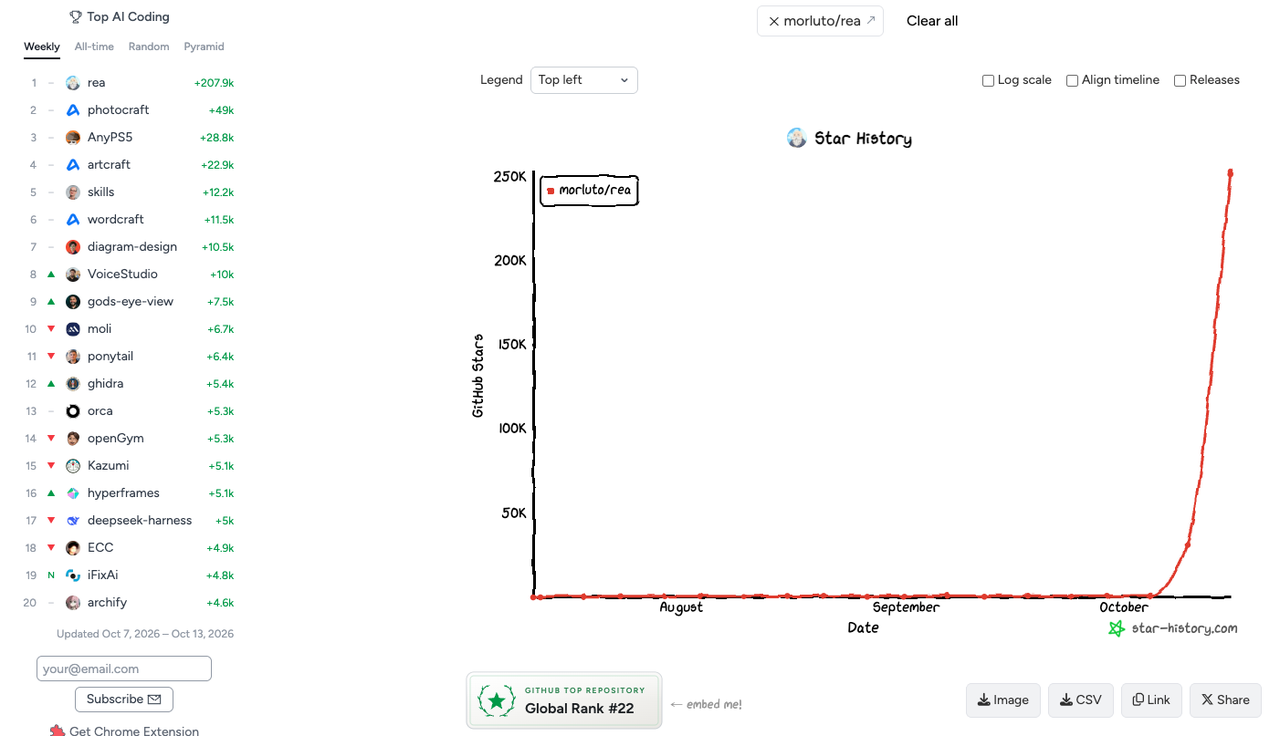 Top AI Coding
Weekly All-time Random Pyramid
1 – rea +207.9k
2 – photocraft +49k
3 – AnyPS5 +28.8k
4 – artcraft +22.9k
5 – skills +12.2k
6 – wordcraft +11.5k
7 – diagram-design +10.5k
8 ▲ VoiceStudio +10k
9 ▲ gods-eye-view +7.5k
10 ▼ moli +6.7k
11 ▼ ponytail +6.4k
12 ▲ ghidra +5.4k
13 – orca +5.3k
14 ▼ openGym +5.3k
15 ▼ Kazumi +5.1k
16 ▲ hyperframes +5.1k
17 ▼ deepseek-harness +5k
18 ▼ ECC +4.9k
19 N iFixAi +4.8k
20 – archify +4.6k
Updated Oct 7, 2026 – Oct 13, 2026
your@email.com
Subscribe
Get Chrome Extension
× morluto/rea ↗ Clear all
Legend Top left Log scale Align timeline Releases
Star History
morluto/rea
250K
200K
150K
100K
50K
GitHub Stars
August September October
Date
star-history.com
GITHUB TOP REPOSITORY
Global Rank #22
← embed me!
Image CSV Link Share